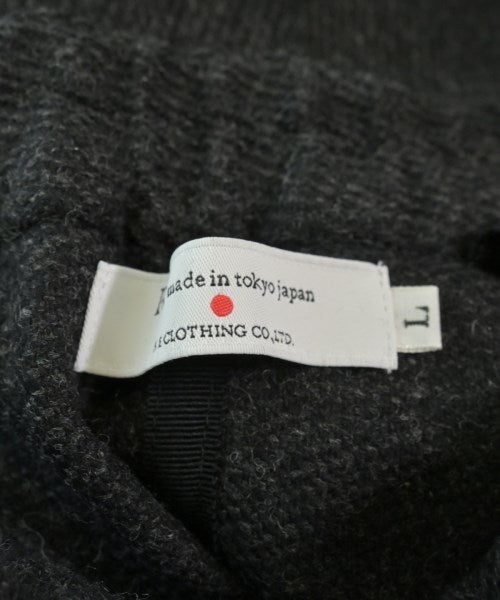 made in tokyo japan
E CLOTHING CO.,LTD.
L